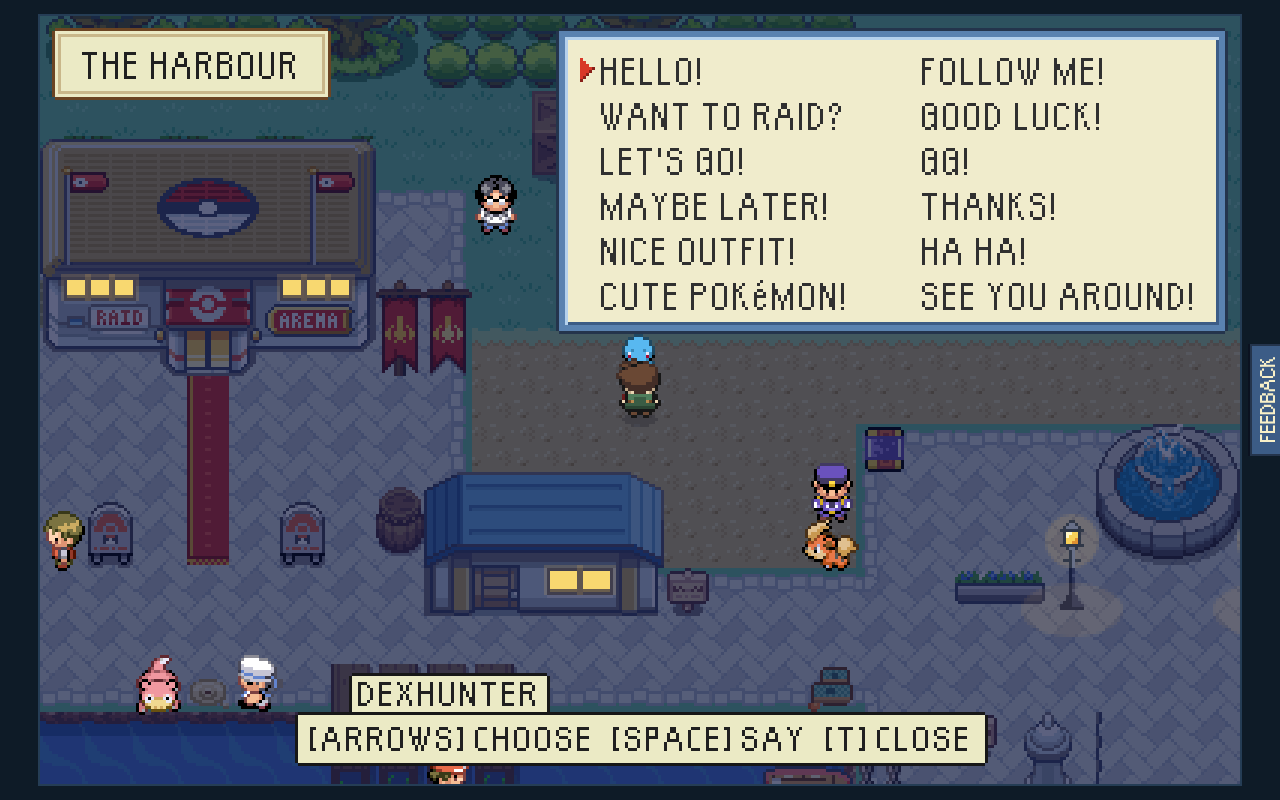 THE HARBOUR
HELLO!
FOLLOW ME!
WANT TO RAID?
GOOD LUCK!
LET'S GO!
GG!
MAYBE LATER!
THANKS!
NICE OUTFIT!
HA HA!
CUTE POKéMON!
SEE YOU AROUND!
RAID
ARENA
FEEDBACK
DEXHUNTER
[ARROWS] CHOOSE [SPACE] SAY [T] CLOSE